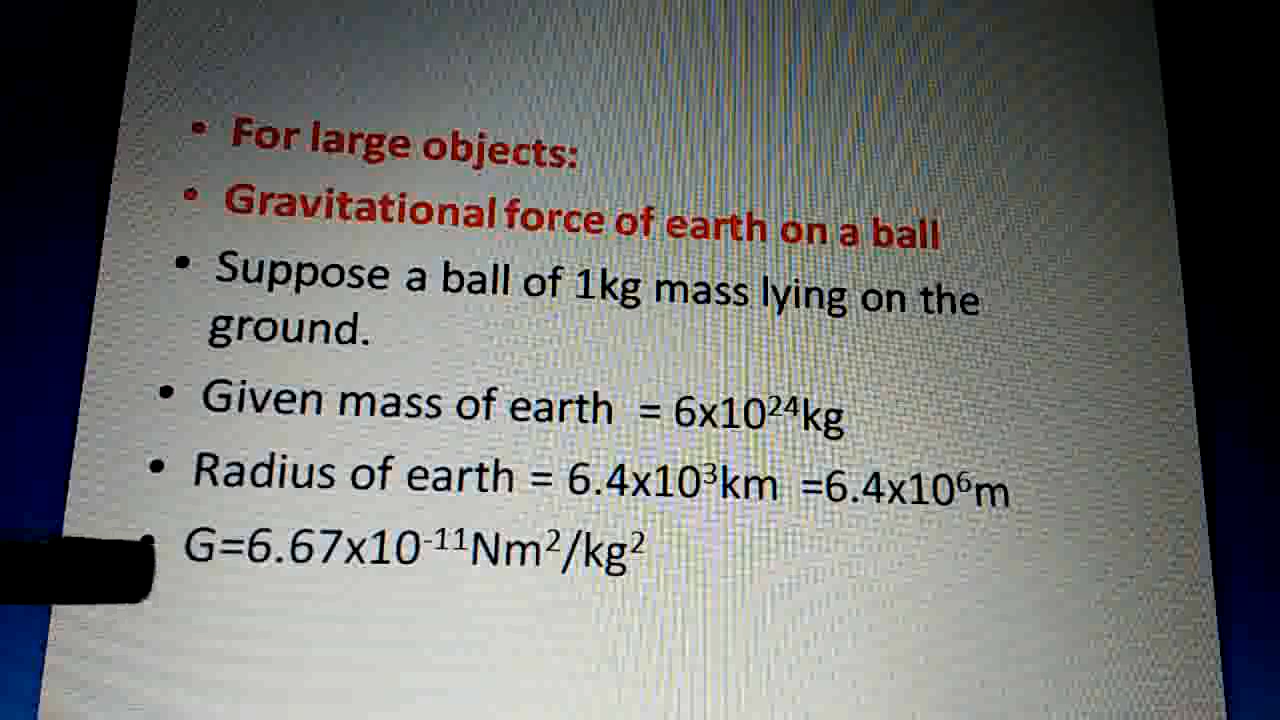 • For large objects:
• Gravitational force of earth on a ball
• Suppose a ball of 1kg mass lying on the
ground.
• Given mass of earth = 6x10²⁴kg
• Radius of earth = 6.4x10³km =6.4x10⁶m
• G=6.67x10⁻¹¹Nm²/kg²